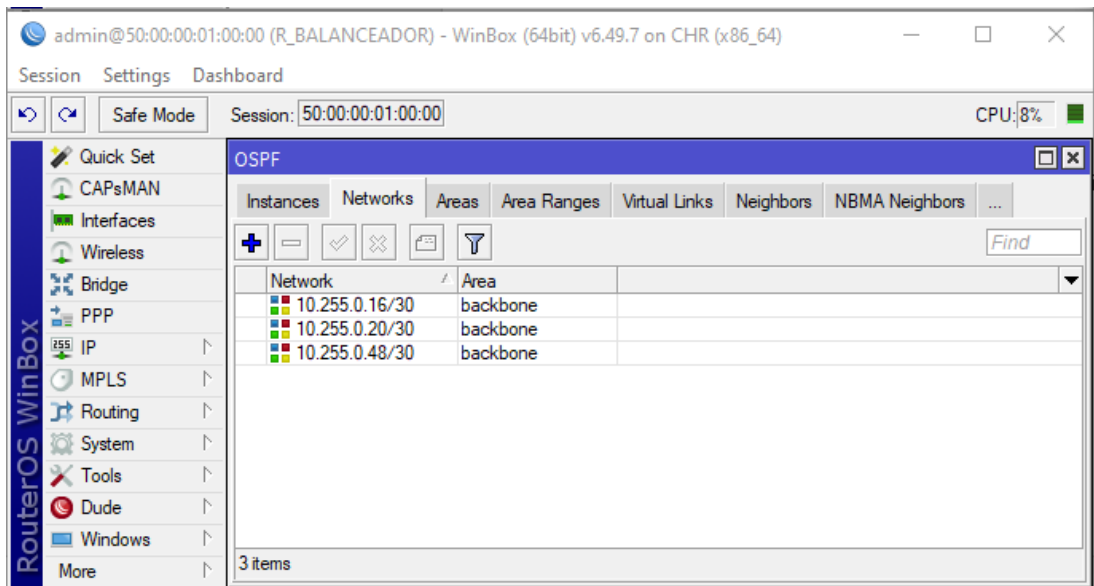 admin@50:00:00:01:00:00 (R_BALANCEADOR) - WinBox (64bit) v6.49.7 on CHR (x86_64)
Session Settings Dashboard
Safe Mode Session: 50:00:00:01:00:00 CPU: 8%
RouterOS WinBox
Quick Set
CAPsMAN
Interfaces
Wireless
Bridge
PPP
255 IP
MPLS
Routing
System
Tools
Dude
Windows
More
OSPF
Instances Networks Areas Area Ranges Virtual Links Neighbors NBMA Neighbors ...
Find
Network Area
10.255.0.16/30 backbone
10.255.0.20/30 backbone
10.255.0.48/30 backbone
3 items